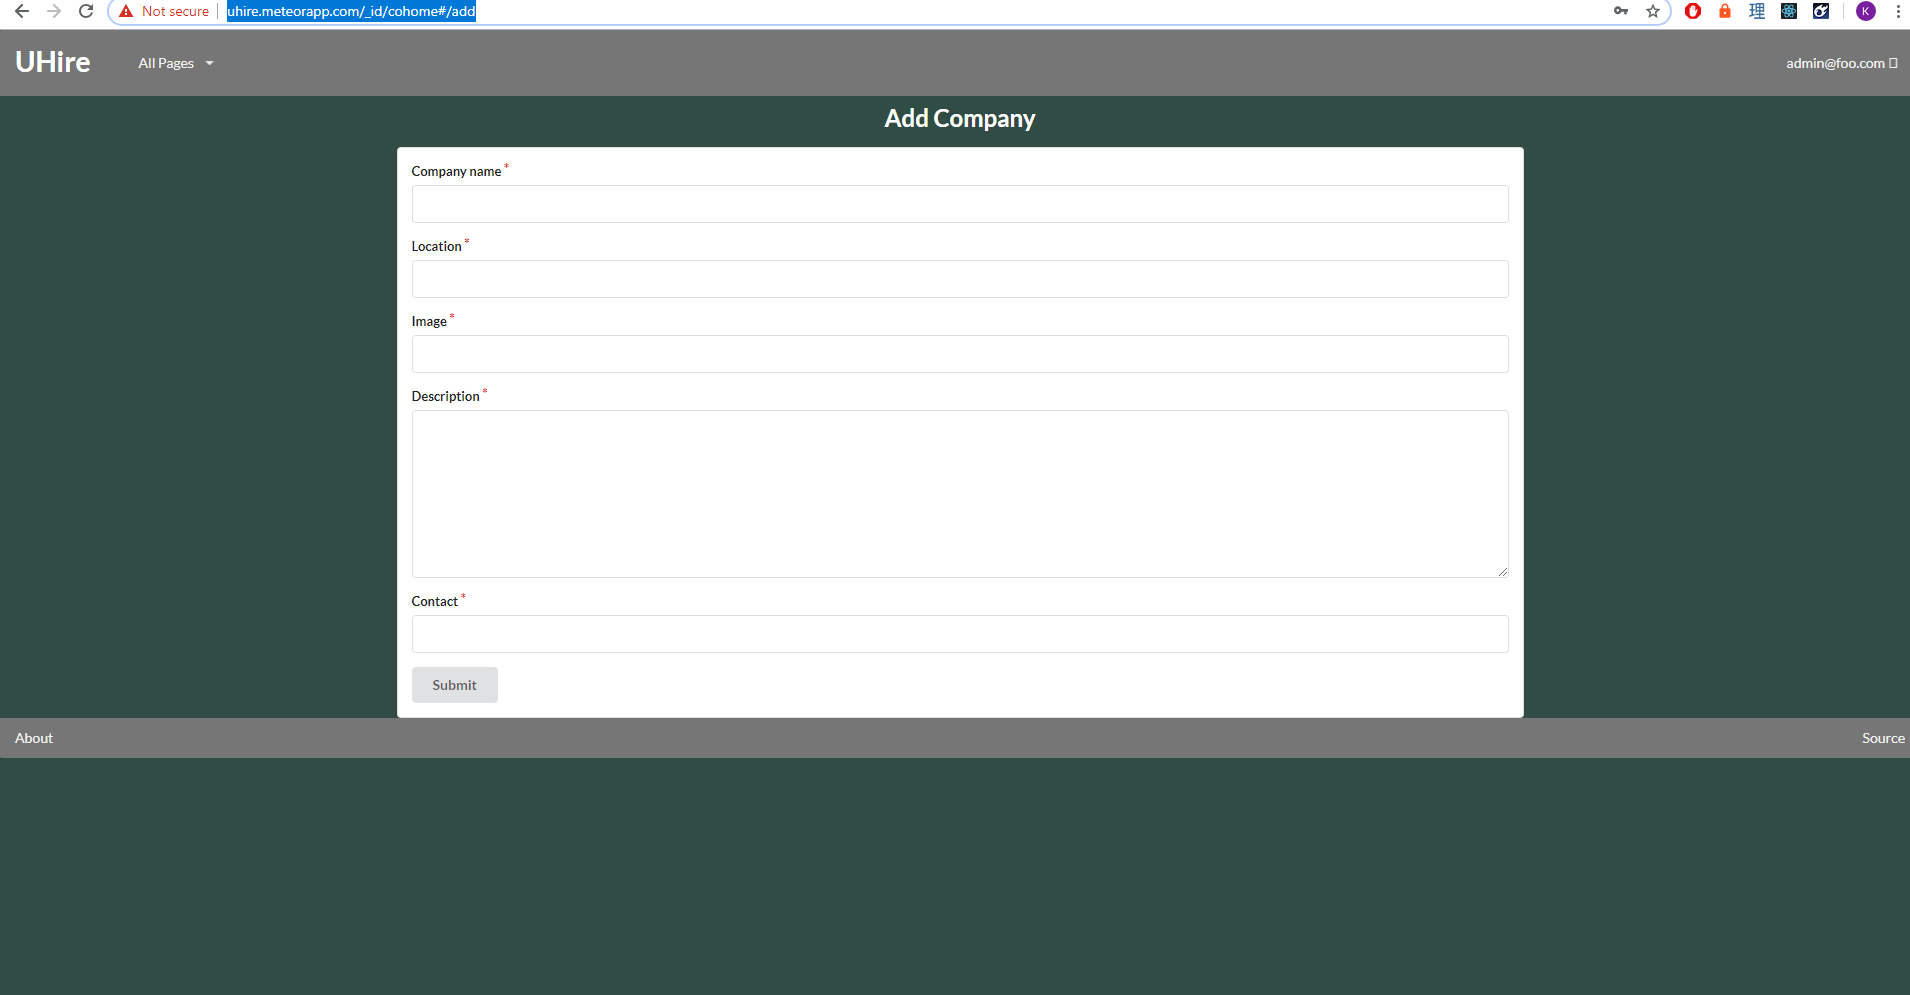 Not secure | uhire.meteorapp.com/_id/cohome#/add
理
K
UHire
All Pages
admin@foo.com
Add Company
Company name *
Location *
Image *
Description *
Contact *
Submit
About
Source